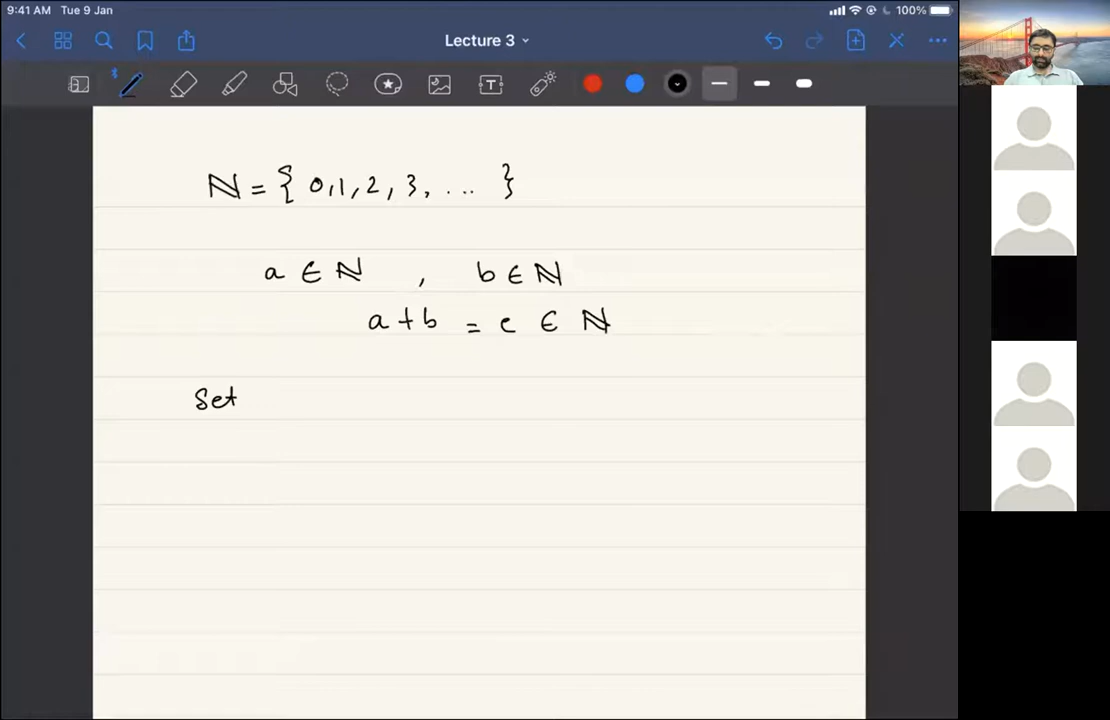 9:41 AM Tue 9 Jan 100%
Lecture 3
ℕ = { 0, 1, 2, 3, ... }
a ∈ ℕ , b ∈ ℕ
a + b = c ∈ ℕ
Set